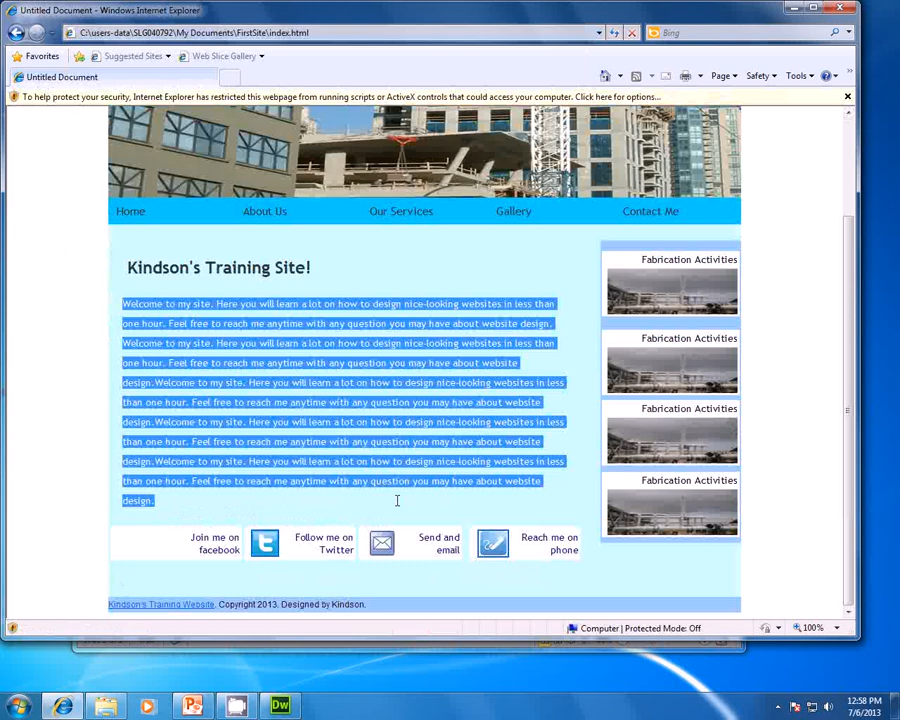 Untitled Document - Windows Internet Explorer
C:\users-data\SLG040792\My Documents\FirstSite\index.html
Bing
Favorites
Suggested Sites
Web Slice Gallery
Untitled Document
Page
Safety
Tools
To help protect your security, Internet Explorer has restricted this webpage from running scripts or ActiveX controls that could access your computer. Click here for options...
Home
About Us
Our Services
Gallery
Contact Me
Kindson's Training Site!
Welcome to my site. Here you will learn a lot on how to design nice-looking websites in less than
one hour. Feel free to reach me anytime with any question you may have about website design.
Welcome to my site. Here you will learn a lot on how to design nice-looking websites in less than
one hour. Feel free to reach me anytime with any question you may have about website
design.Welcome to my site. Here you will learn a lot on how to design nice-looking websites in less
than one hour. Feel free to reach me anytime with any question you may have about website
design.Welcome to my site. Here you will learn a lot on how to design nice-looking websites in less
than one hour. Feel free to reach me anytime with any question you may have about website
design.Welcome to my site. Here you will learn a lot on how to design nice-looking websites in less
than one hour. Feel free to reach me anytime with any question you may have about website
design.
Fabrication Activities
Fabrication Activities
Fabrication Activities
Fabrication Activities
Join me on
facebook
Follow me on
Twitter
Send and
email
Reach me on
phone
Kindson's Training Website. Copyright 2013. Designed by Kindson.
Computer | Protected Mode: Off
100%
Dw
12:58 PM
7/6/2013